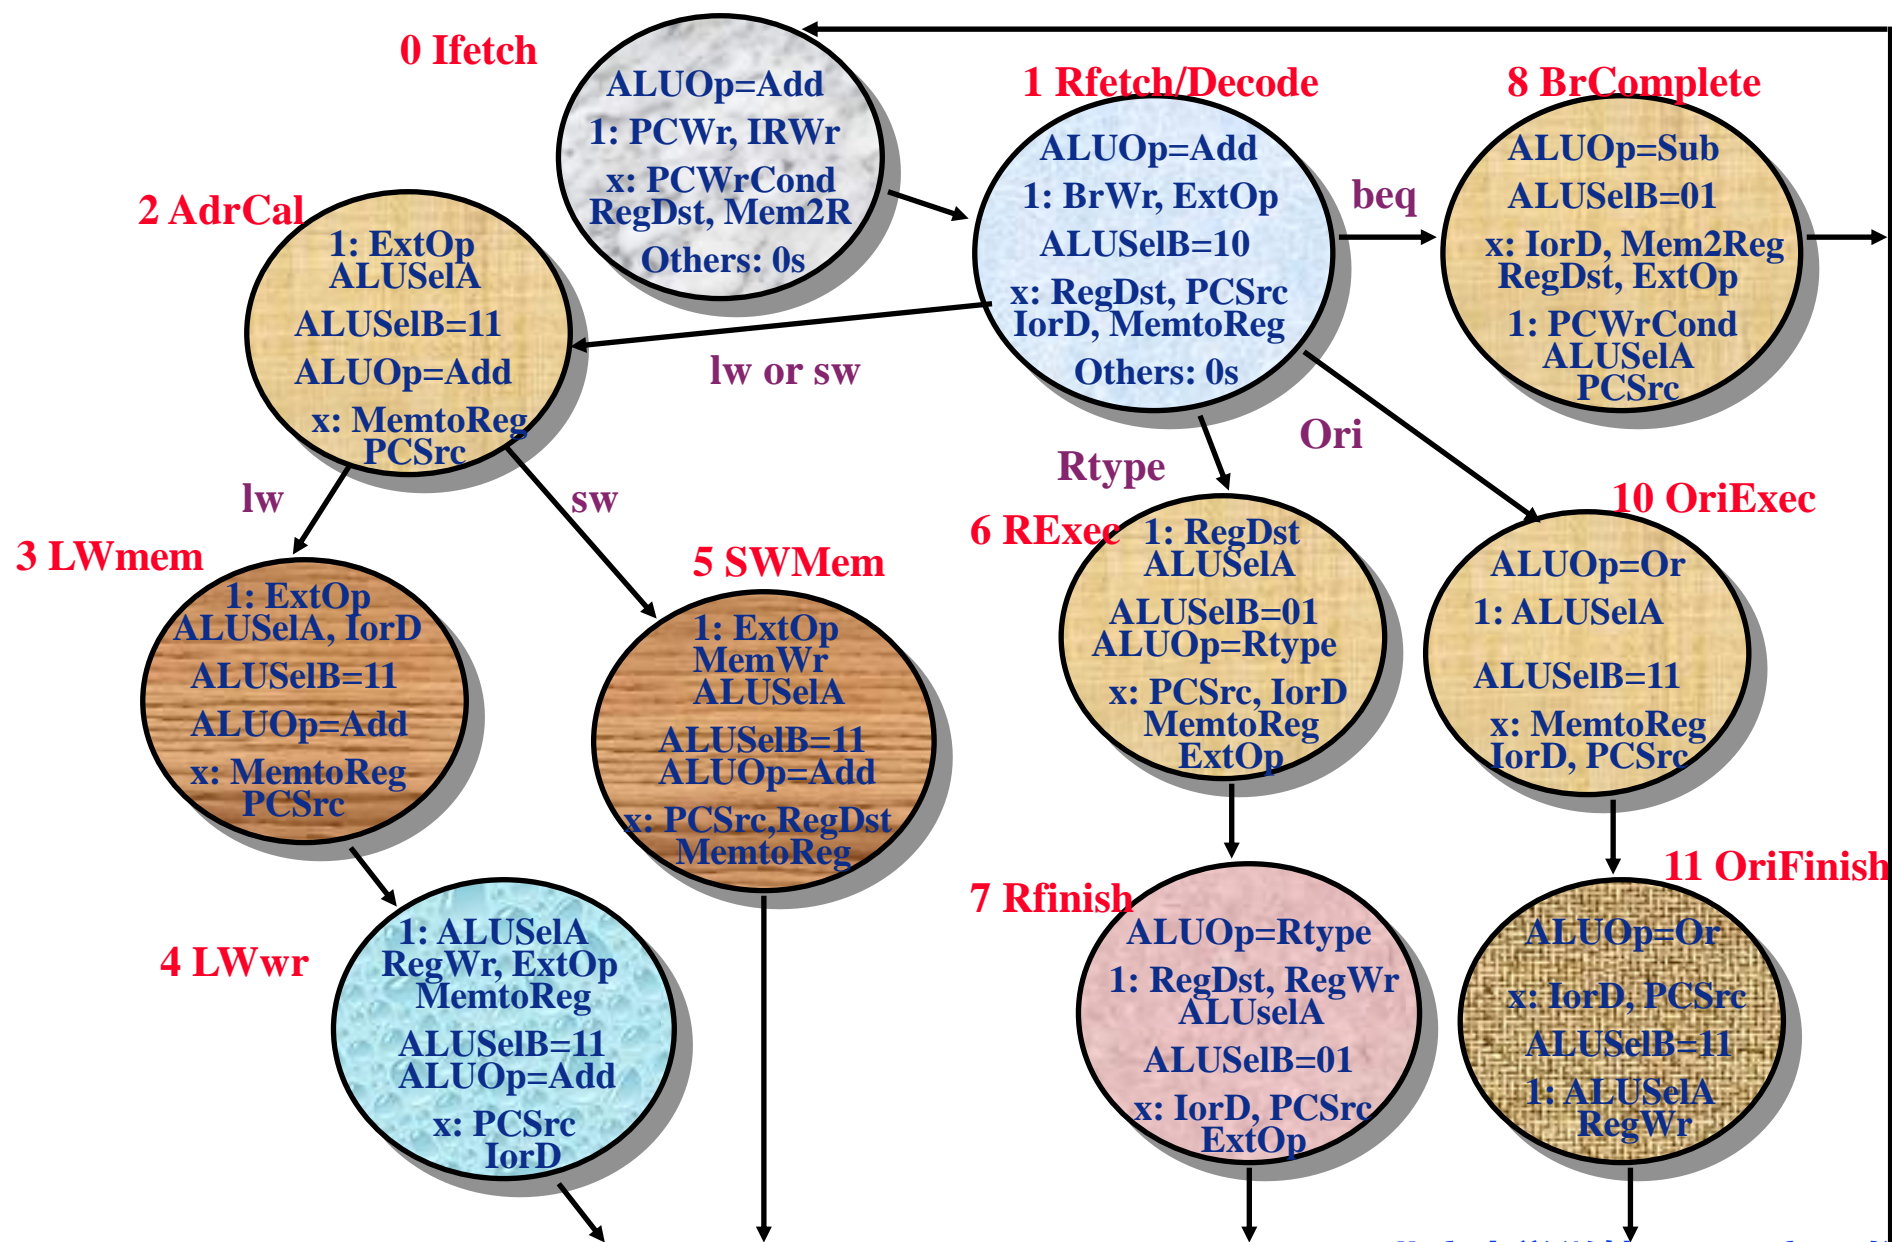 0 Ifetch
ALUOp=Add
1: PCWr, IRWr
x: PCWrCond
RegDst, Mem2R
Others: 0s
1 Rfetch/Decode
ALUOp=Add
1: BrWr, ExtOp
ALUSelB=10
x: RegDst, PCSrc
IorD, MemtoReg
Others: 0s
beq
8 BrComplete
ALUOp=Sub
ALUSelB=01
x: IorD, Mem2Reg
RegDst, ExtOp
1: PCWrCond
ALUSelA
PCSrc
2 AdrCal
1: ExtOp
ALUSelA
ALUSelB=11
ALUOp=Add
x: MemtoReg
PCSrc
lw or sw
lw
sw
Rtype
Ori
3 LWmem
1: ExtOp
ALUSelA, IorD
ALUSelB=11
ALUOp=Add
x: MemtoReg
PCSrc
5 SWMem
1: ExtOp
MemWr
ALUSelA
ALUSelB=11
ALUOp=Add
x: PCSrc,RegDst
MemtoReg
6 RExec
1: RegDst
ALUSelA
ALUSelB=01
ALUOp=Rtype
x: PCSrc, IorD
MemtoReg
ExtOp
10 OriExec
ALUOp=Or
1: ALUSelA
ALUSelB=11
x: MemtoReg
IorD, PCSrc
4 LWwr
1: ALUSelA
RegWr, ExtOp
MemtoReg
ALUSelB=11
ALUOp=Add
x: PCSrc
IorD
7 Rfinish
ALUOp=Rtype
1: RegDst, RegWr
ALUselA
ALUSelB=01
x: IorD, PCSrc
ExtOp
11 OriFinish
ALUOp=Or
x: IorD, PCSrc
ALUSelB=11
1: ALUSelA
RegWr